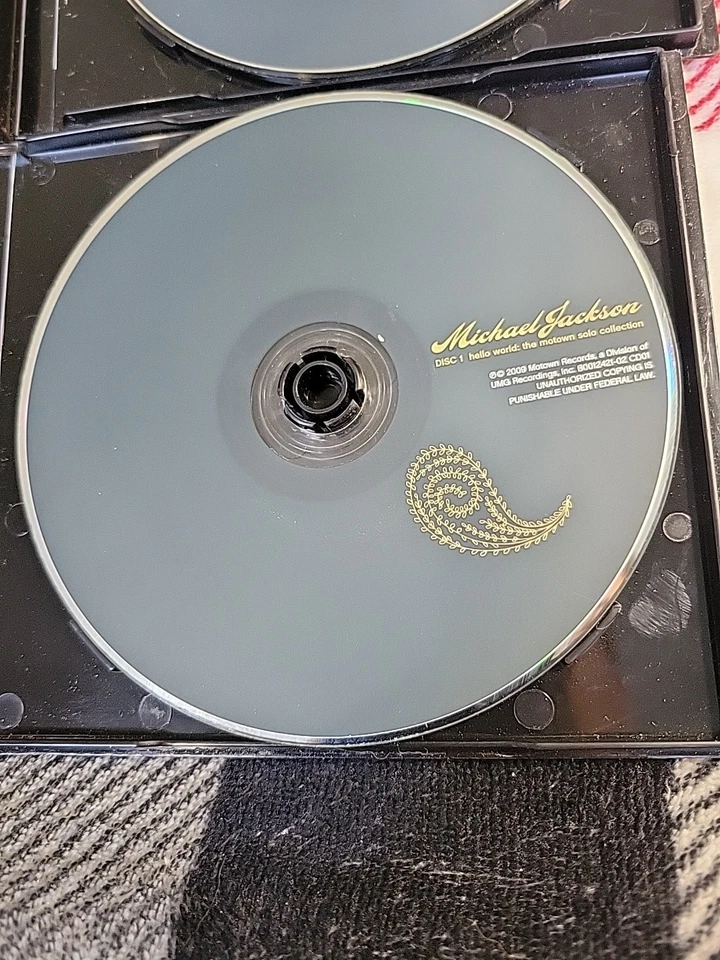 Michael Jackson
DISC 1 hello world: the motown solo collection
℗© 2009 Motown Records, a Division of
UMG Recordings, Inc. B0012421-02 CD01
UNAUTHORIZED COPYING IS
PUNISHABLE UNDER FEDERAL LAW.